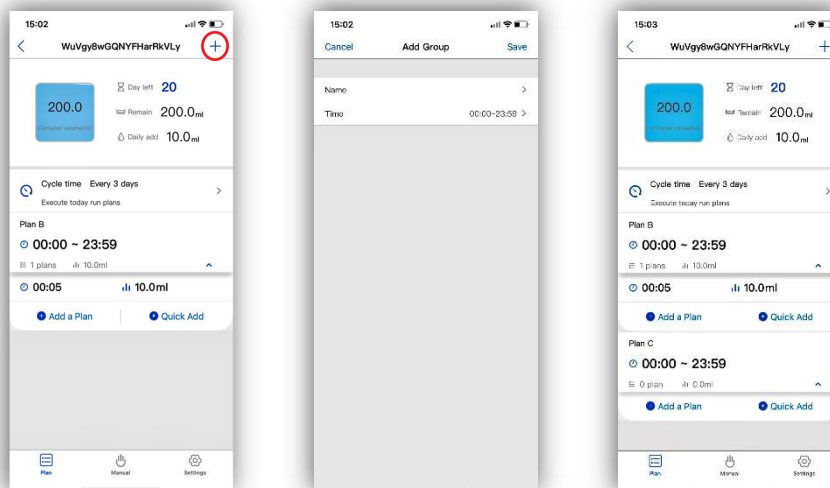 15:02
WuVgy8wGQNYFHarRkVLy
200.0
Container volume(ml)
Day left 20
Remain 200.0ml
Daily add 10.0ml
Cycle time Every 3 days
Execute today run plans
Plan B
00:00 ~ 23:59
1 plans 10.0ml
00:05 10.0ml
Add a Plan Quick Add
Plan Manual Settings
15:02
Cancel Add Group Save
Name
Time 00:00~23:59
15:03
WuVgy8wGQNYFHarRkVLy
200.0
Day left 20
Remain 200.0ml
Daily add 10.0ml
Cycle time Every 3 days
Execute today run plans
Plan B
00:00 ~ 23:59
1 plans 10.0ml
00:05 10.0ml
Add a Plan Quick Add
Plan C
00:00 ~ 23:59
0 plan 0.0ml
Add a Plan Quick Add
Plan Manual Settings